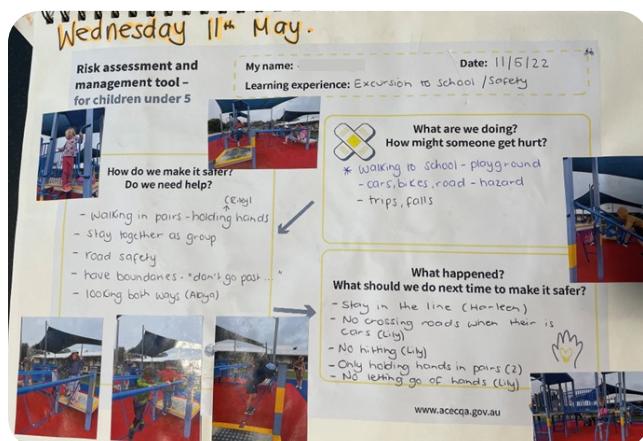 Wednesday 11th May.
Risk assessment and
management tool –
for children under 5
My name:
Date: 11/5/22
Learning experience: Excursion to school / Safety
What are we doing?
How might someone get hurt?
* walking to school - playground
- cars, bikes, road - hazard
- trips, falls
How do we make it safer?
Do we need help?
(Riley)
- walking in pairs - holding hands
- stay together as group
- road safety
- have boundaries - "don't go past ... "
- looking both ways (Alaya)
What happened?
What should we do next time to make it safer?
- Stay in the line (Harleen)
- No crossing roads when their is
cars (Lily)
- No hitting (Lily)
- Only holding hands in pairs (2)
- No letting go of hands (Lily)
www.acecqa.gov.au